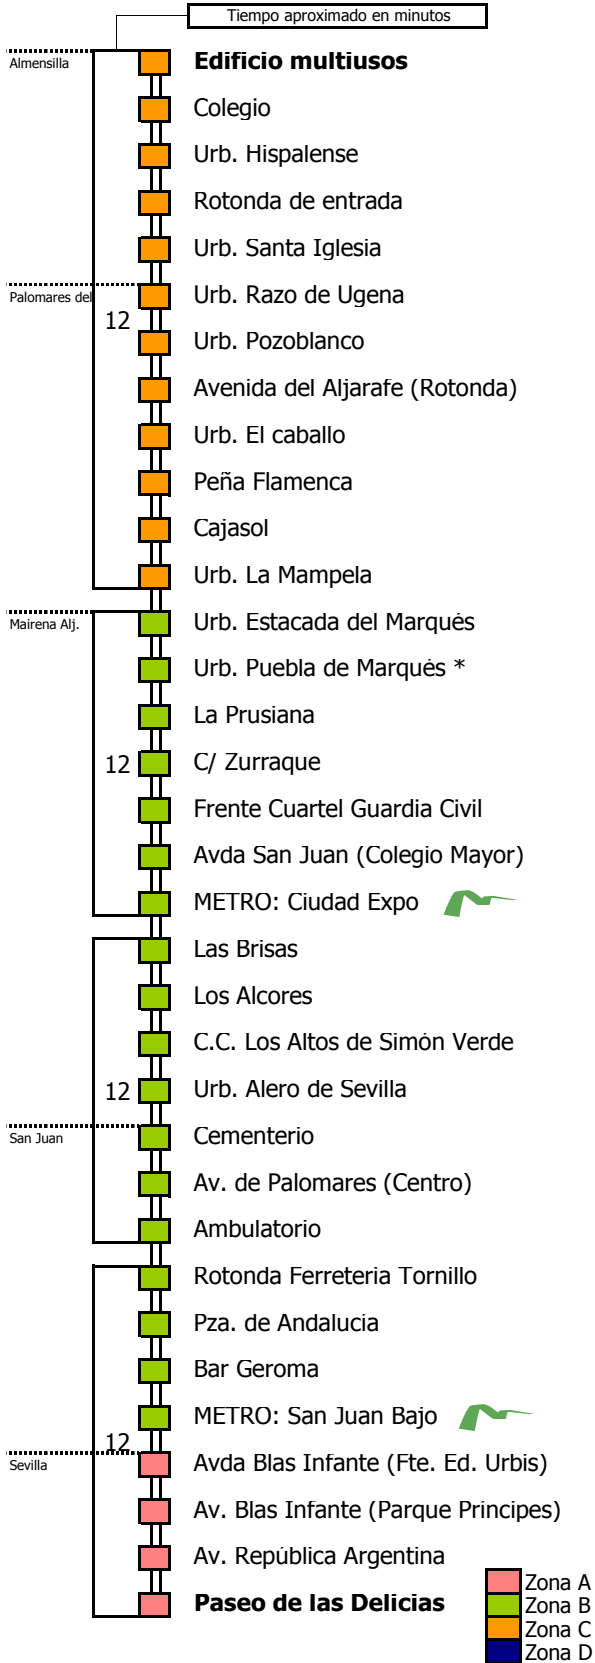 Tiempo aproximado en minutos
Almensilla
Edificio multiusos
Colegio
Urb. Hispalense
Rotonda de entrada
Urb. Santa Iglesia
Palomares del
Urb. Razo de Ugena
12
Urb. Pozoblanco
Avenida del Aljarafe (Rotonda)
Urb. El caballo
Peña Flamenca
Cajasol
Urb. La Mampela
Mairena Alj.
Urb. Estacada del Marqués
Urb. Puebla de Marqués *
La Prusiana
12
C/ Zurraque
Frente Cuartel Guardia Civil
Avda San Juan (Colegio Mayor)
METRO: Ciudad Expo
Las Brisas
Los Alcores
C.C. Los Altos de Simón Verde
12
Urb. Alero de Sevilla
San Juan
Cementerio
Av. de Palomares (Centro)
Ambulatorio
Rotonda Ferreteria Tornillo
Pza. de Andalucia
Bar Geroma
METRO: San Juan Bajo
12
Sevilla
Avda Blas Infante (Fte. Ed. Urbis)
Av. Blas Infante (Parque Principes)
Av. República Argentina
Paseo de las Delicias
Zona A
Zona B
Zona C
Zona D